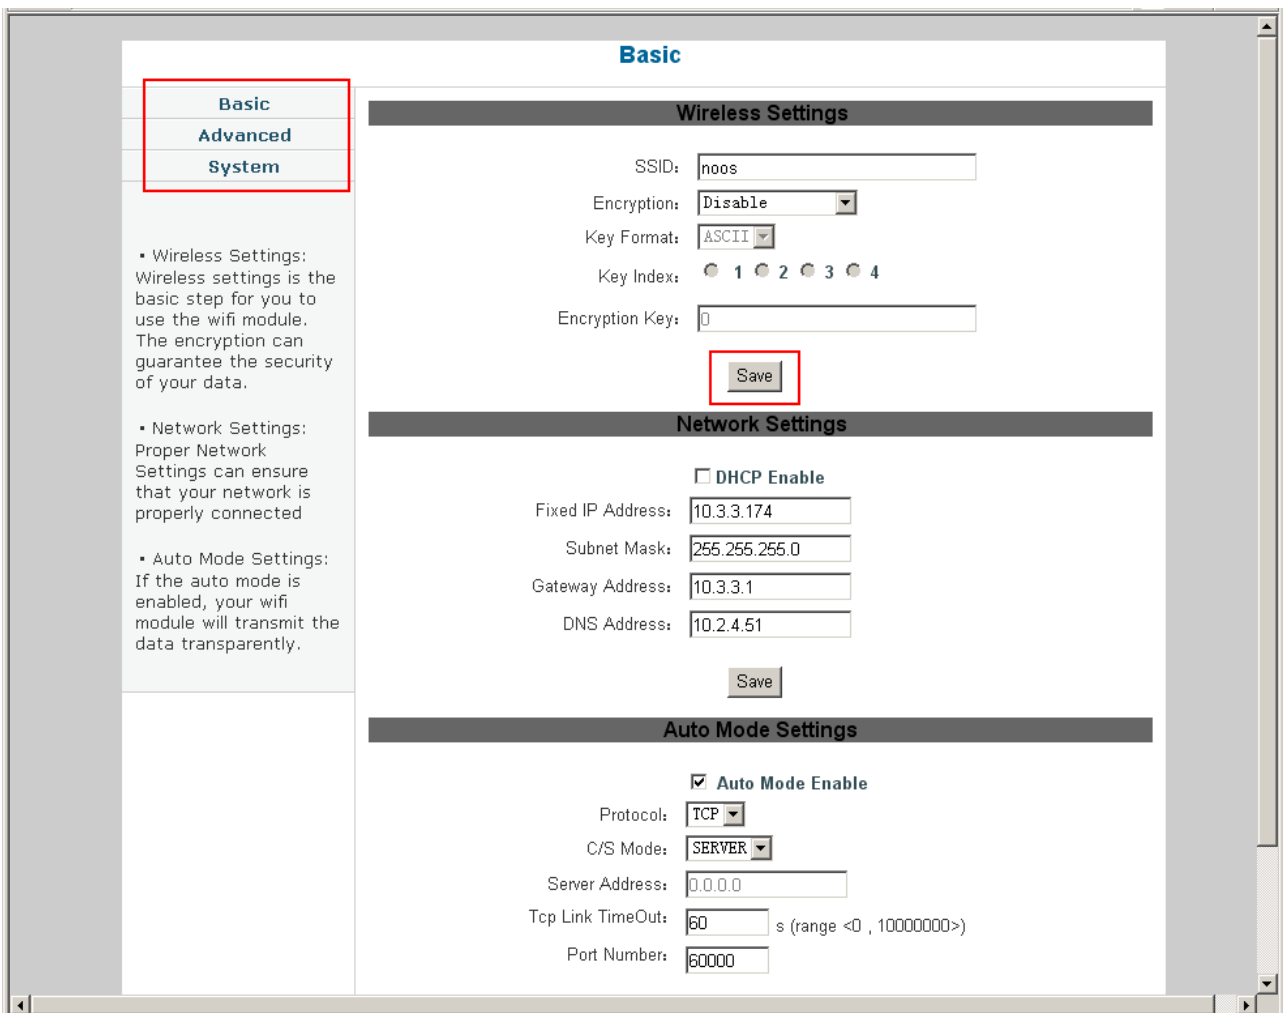 Basic
Basic
Advanced
System
▪ Wireless Settings:
Wireless settings is the
basic step for you to
use the wifi module.
The encryption can
guarantee the security
of your data.
▪ Network Settings:
Proper Network
Settings can ensure
that your network is
properly connected
▪ Auto Mode Settings:
If the auto mode is
enabled, your wifi
module will transmit the
data transparently.
Wireless Settings
SSID: noos
Encryption: Disable
Key Format: ASCII
Key Index: 1 2 3 4
Encryption Key: 0
Save
Network Settings
DHCP Enable
Fixed IP Address: 10.3.3.174
Subnet Mask: 255.255.255.0
Gateway Address: 10.3.3.1
DNS Address: 10.2.4.51
Save
Auto Mode Settings
Auto Mode Enable
Protocol: TCP
C/S Mode: SERVER
Server Address: 0.0.0.0
Tcp Link TimeOut: 60 s (range <0 , 10000000>)
Port Number: 60000